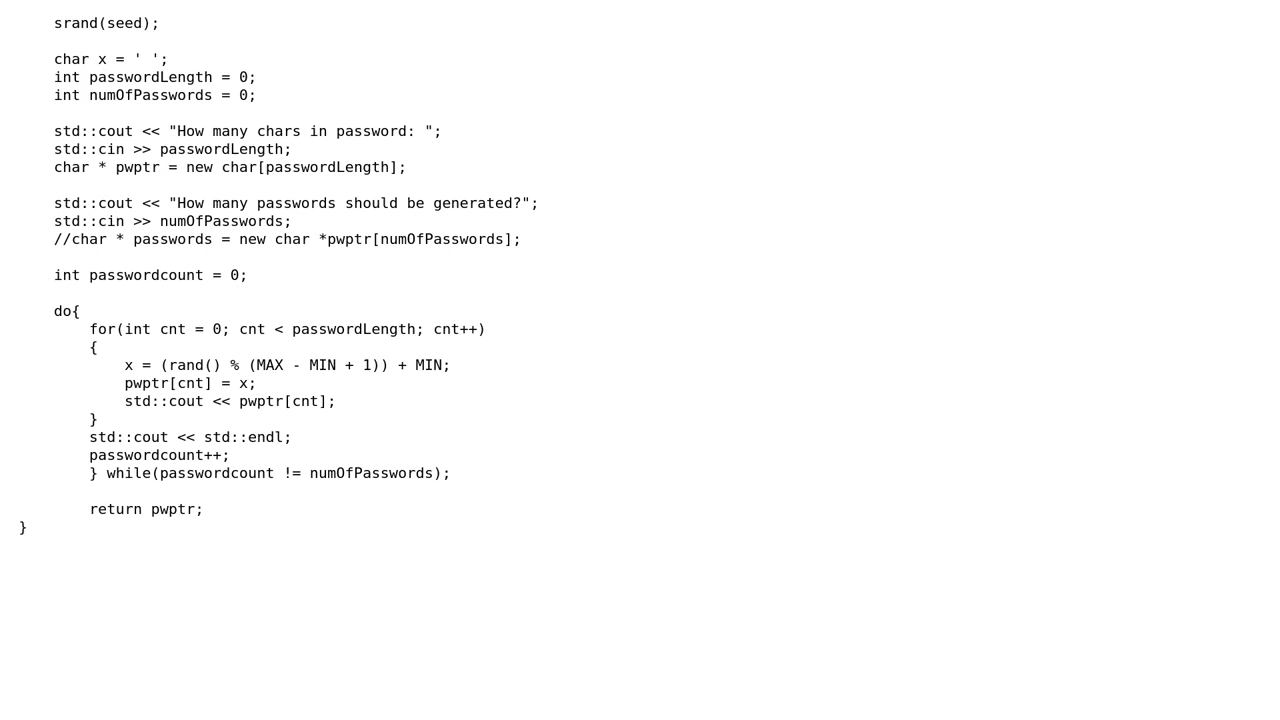 srand(seed);
char x = ' ';
int passwordLength = 0;
int numOfPasswords = 0;
std::cout << "How many chars in password: ";
std::cin >> passwordLength;
char * pwptr = new char[passwordLength];
std::cout << "How many passwords should be generated?";
std::cin >> numOfPasswords;
//char * passwords = new char *pwptr[numOfPasswords];
int passwordcount = 0;
do{
for(int cnt = 0; cnt < passwordLength; cnt++)
{
x = (rand() % (MAX - MIN + 1)) + MIN;
pwptr[cnt] = x;
std::cout << pwptr[cnt];
}
std::cout << std::endl;
passwordcount++;
} while(passwordcount != numOfPasswords);
return pwptr;
}